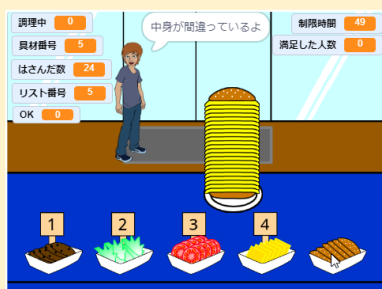 調理中 0
具材番号 5
はさんだ数 24
リスト番号 5
OK 0
中身が間違っているよ
制限時間 49
満足した人数 0
1 2 3 4